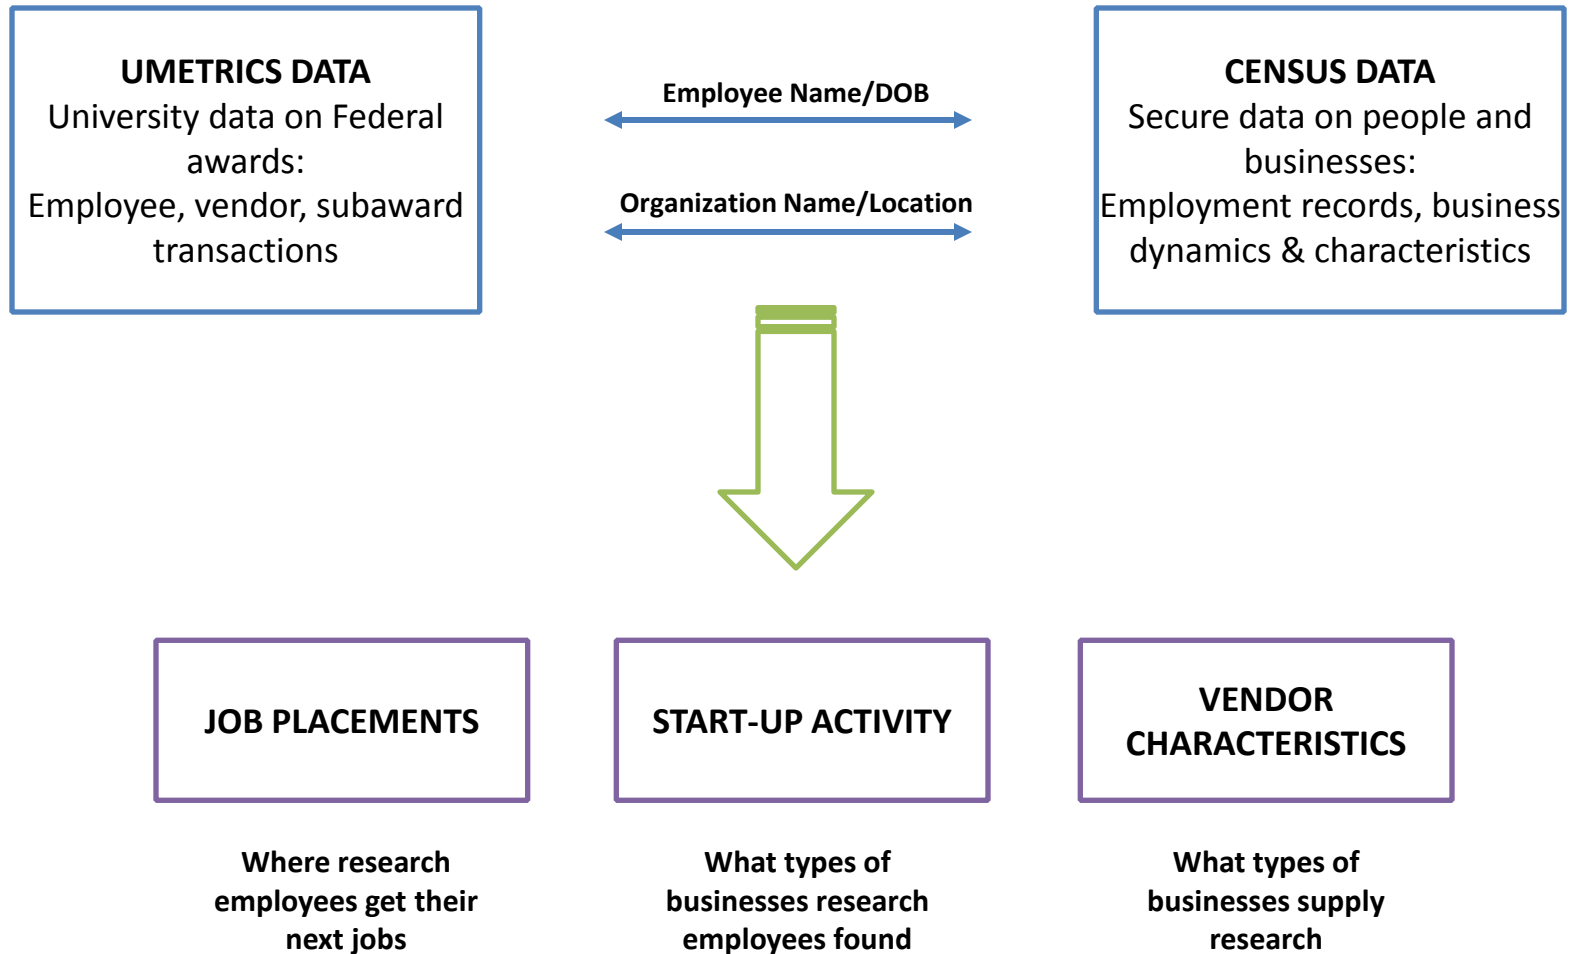 UMETRICS DATA
University data on Federal
awards:
Employee, vendor, subaward
transactions
Employee Name/DOB
Organization Name/Location
CENSUS DATA
Secure data on people and
businesses:
Employment records, business
dynamics & characteristics
JOB PLACEMENTS
START-UP ACTIVITY
VENDOR
CHARACTERISTICS
Where research
employees get their
next jobs
What types of
businesses research
employees found
What types of
businesses supply
research